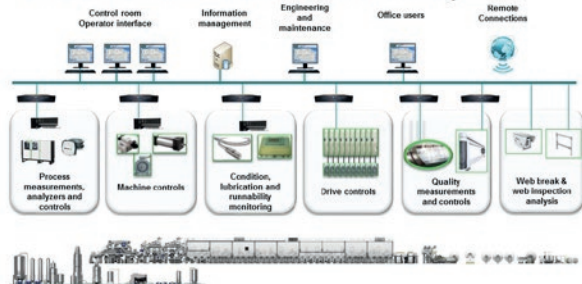 Control room
Operator interface
Information
management
Engineering
and
maintenance
Office users
Remote
Connections
Process
measurements,
analyzers and
controls
Machine controls
Condition,
lubrication and
runnability
monitoring
Drive controls
Quality
measurements
and controls
Web break &
web inspection
analysis